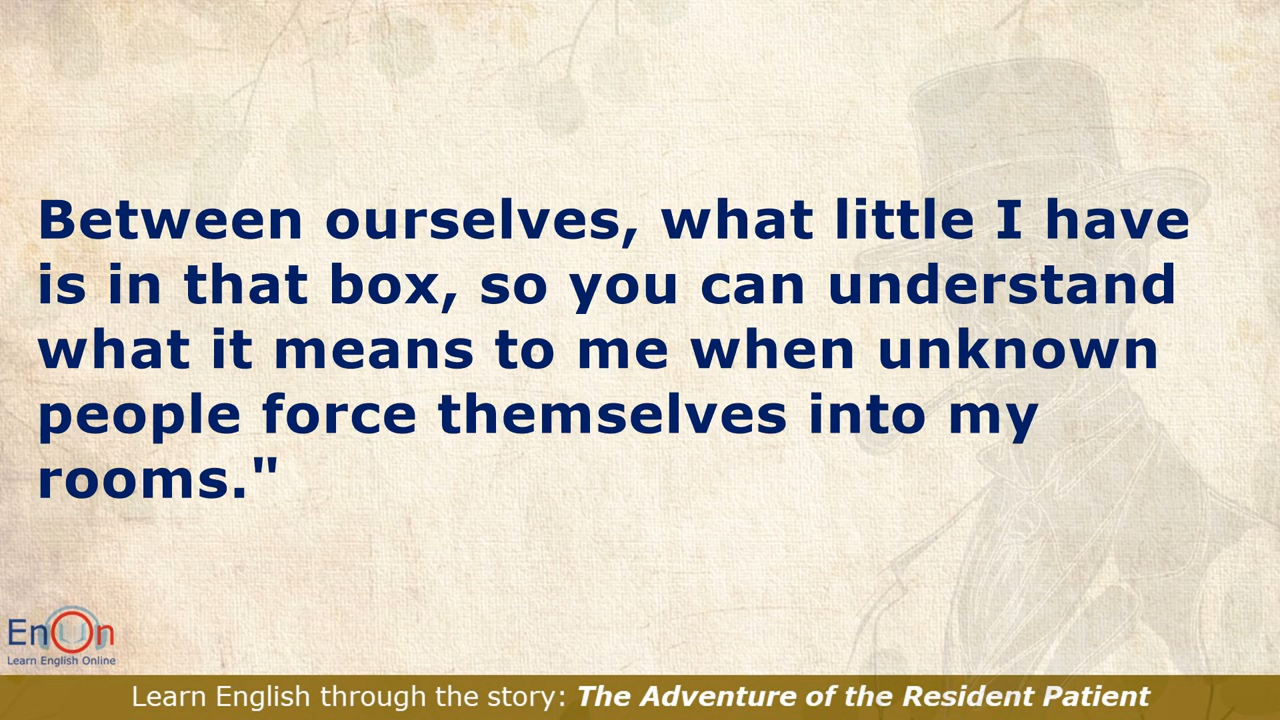 Between ourselves, what little I have
is in that box, so you can understand
what it means to me when unknown
people force themselves into my
rooms."
EnOn
Learn English Online
Learn English through the story: The Adventure of the Resident Patient